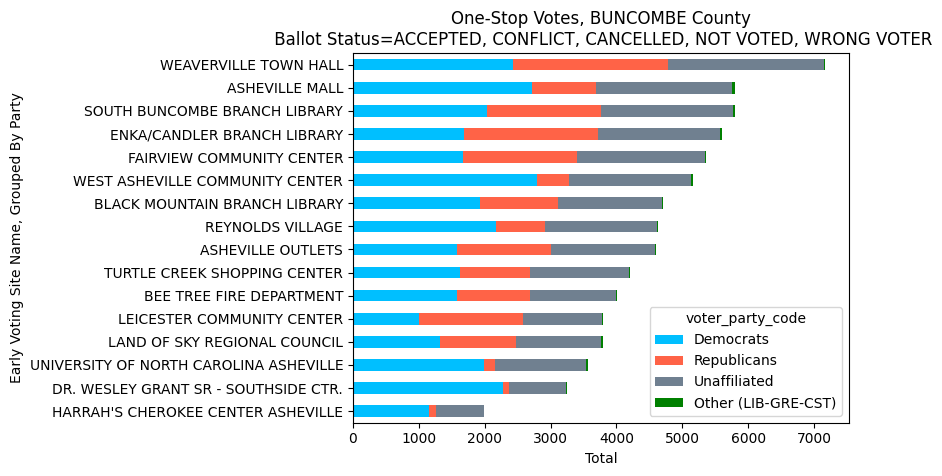 One-Stop Votes, BUNCOMBE County
Ballot Status=ACCEPTED, CONFLICT, CANCELLED, NOT VOTED, WRONG VOTER
Early Voting Site Name, Grouped By Party
WEAVERVILLE TOWN HALL
ASHEVILLE MALL
SOUTH BUNCOMBE BRANCH LIBRARY
ENKA/CANDLER BRANCH LIBRARY
FAIRVIEW COMMUNITY CENTER
WEST ASHEVILLE COMMUNITY CENTER
BLACK MOUNTAIN BRANCH LIBRARY
REYNOLDS VILLAGE
ASHEVILLE OUTLETS
TURTLE CREEK SHOPPING CENTER
BEE TREE FIRE DEPARTMENT
LEICESTER COMMUNITY CENTER
LAND OF SKY REGIONAL COUNCIL
UNIVERSITY OF NORTH CAROLINA ASHEVILLE
DR. WESLEY GRANT SR - SOUTHSIDE CTR.
HARRAH'S CHEROKEE CENTER ASHEVILLE
voter_party_code
Democrats
Republicans
Unaffiliated
Other (LIB-GRE-CST)
0 1000 2000 3000 4000 5000 6000 7000
Total